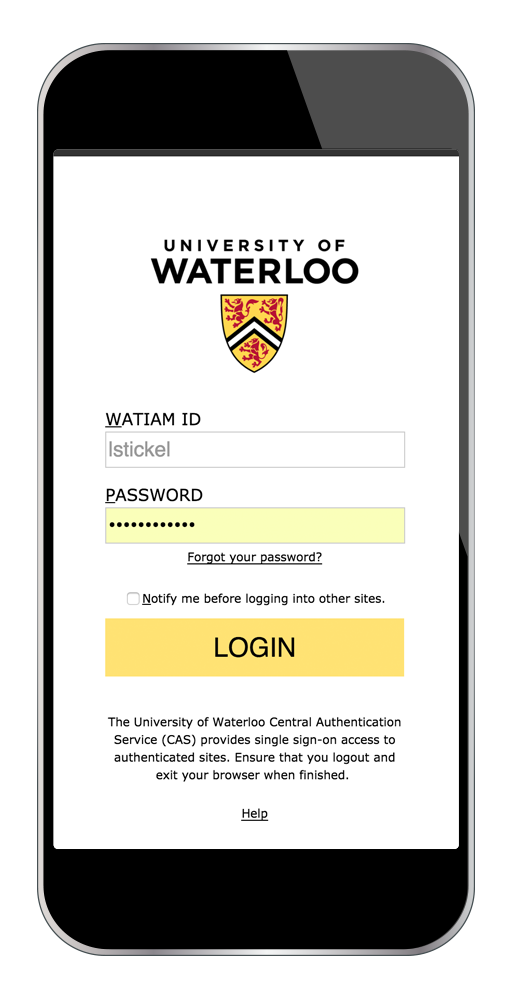 UNIVERSITY OF
WATERLOO
WATIAM ID
lstickel
PASSWORD
••••••••••••
Forgot your password?
Notify me before logging into other sites.
LOGIN
The University of Waterloo Central Authentication
Service (CAS) provides single sign-on access to
authenticated sites. Ensure that you logout and
exit your browser when finished.
Help